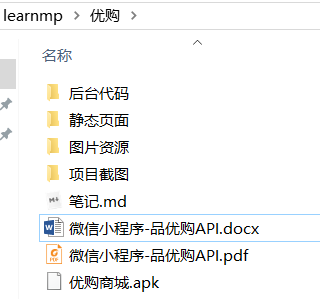 learnmp > 优购 >
名称
后台代码
静态页面
图片资源
项目截图
笔记.md
微信小程序-品优购API.docx
微信小程序-品优购API.pdf
优购商城.apk